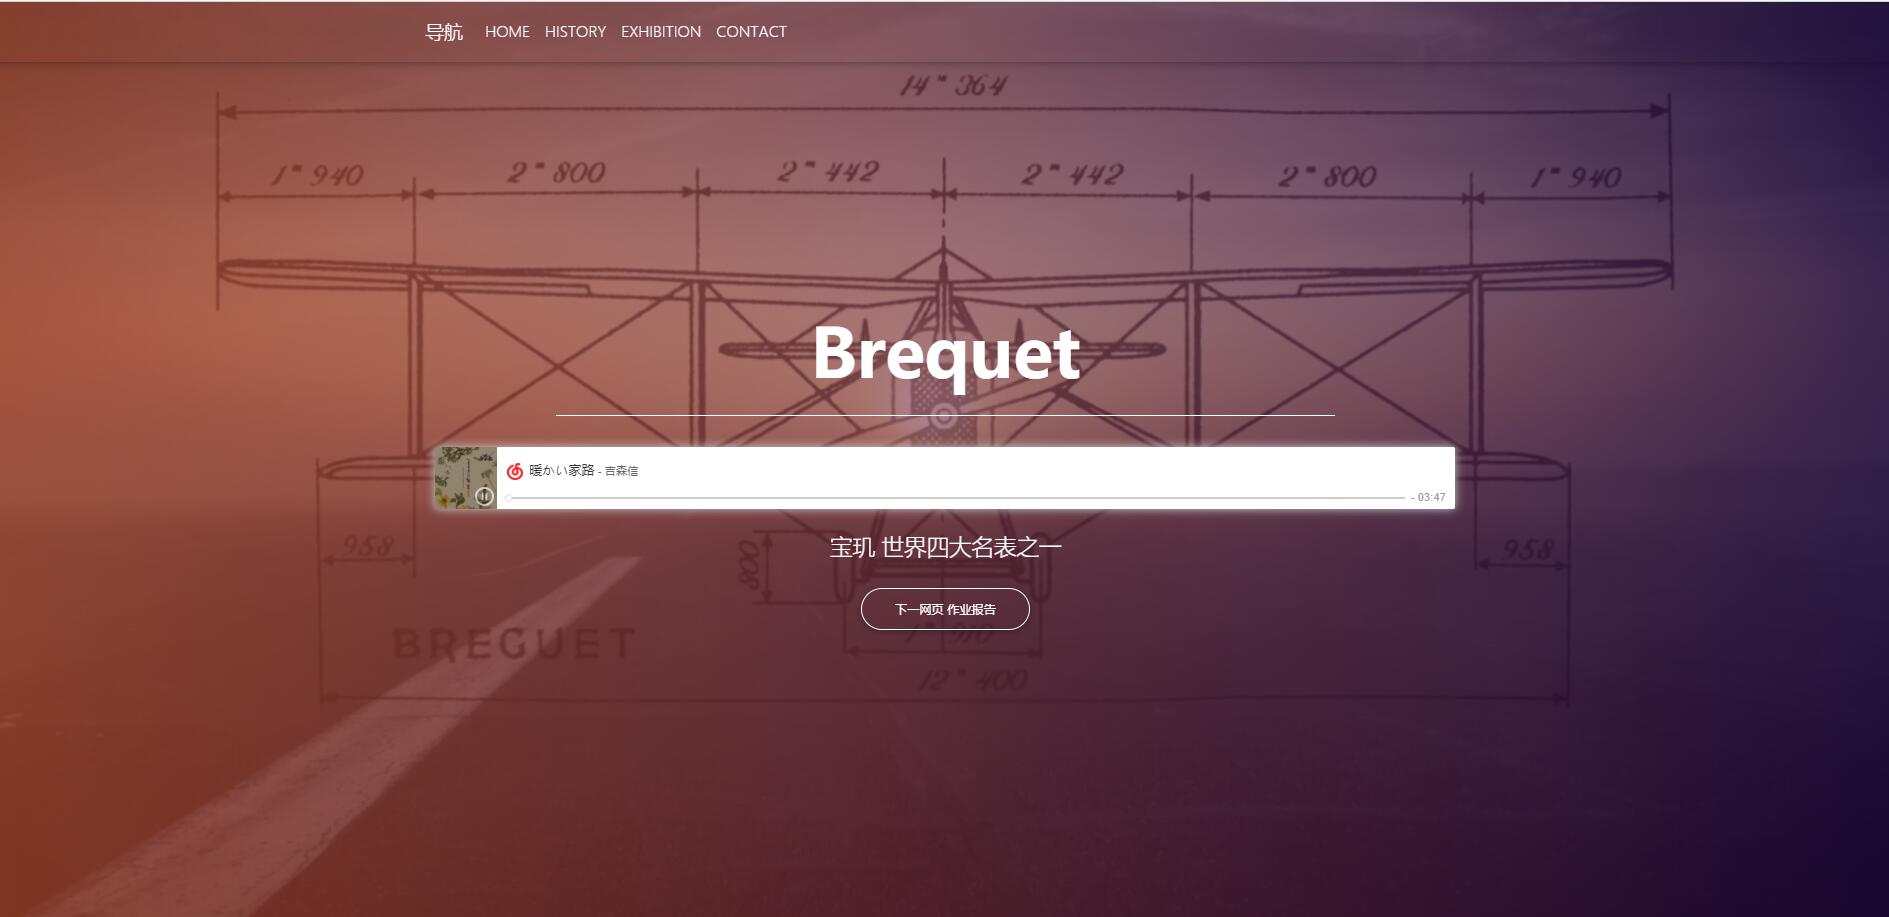 导航 HOME HISTORY EXHIBITION CONTACT
14 m 364
1 m 940 2 m 800 2 m 442 2 m 442 2 m 800 1 m 940
Brequet
暖かい家路 - 吉森信
- 03:47
宝玑 世界四大名表之一
958 800 958
下一网页 作业报告
1 m 910
BREGUET
12 m 400